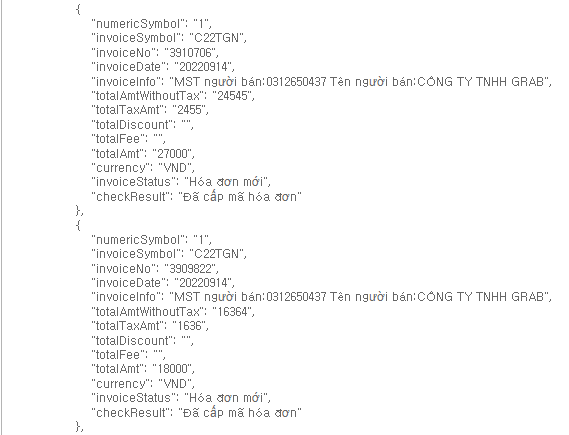 {
"numericSymbol": "1",
"invoiceSymbol": "C22TGN",
"invoiceNo": "3910706",
"invoiceDate": "20220914",
"invoiceInfo": "MST người bán:0312650437 Tên người bán:CÔNG TY TNHH GRAB",
"totalAmtWithoutTax": "24545",
"totalTaxAmt": "2455",
"totalDiscount": "",
"totalFee": "",
"totalAmt": "27000",
"currency": "VND",
"invoiceStatus": "Hóa đơn mới",
"checkResult": "Đã cấp mã hóa đơn"
},
{
"numericSymbol": "1",
"invoiceSymbol": "C22TGN",
"invoiceNo": "3909822",
"invoiceDate": "20220914",
"invoiceInfo": "MST người bán:0312650437 Tên người bán:CÔNG TY TNHH GRAB",
"totalAmtWithoutTax": "16364",
"totalTaxAmt": "1636",
"totalDiscount": "",
"totalFee": "",
"totalAmt": "18000",
"currency": "VND",
"invoiceStatus": "Hóa đơn mới",
"checkResult": "Đã cấp mã hóa đơn"
},